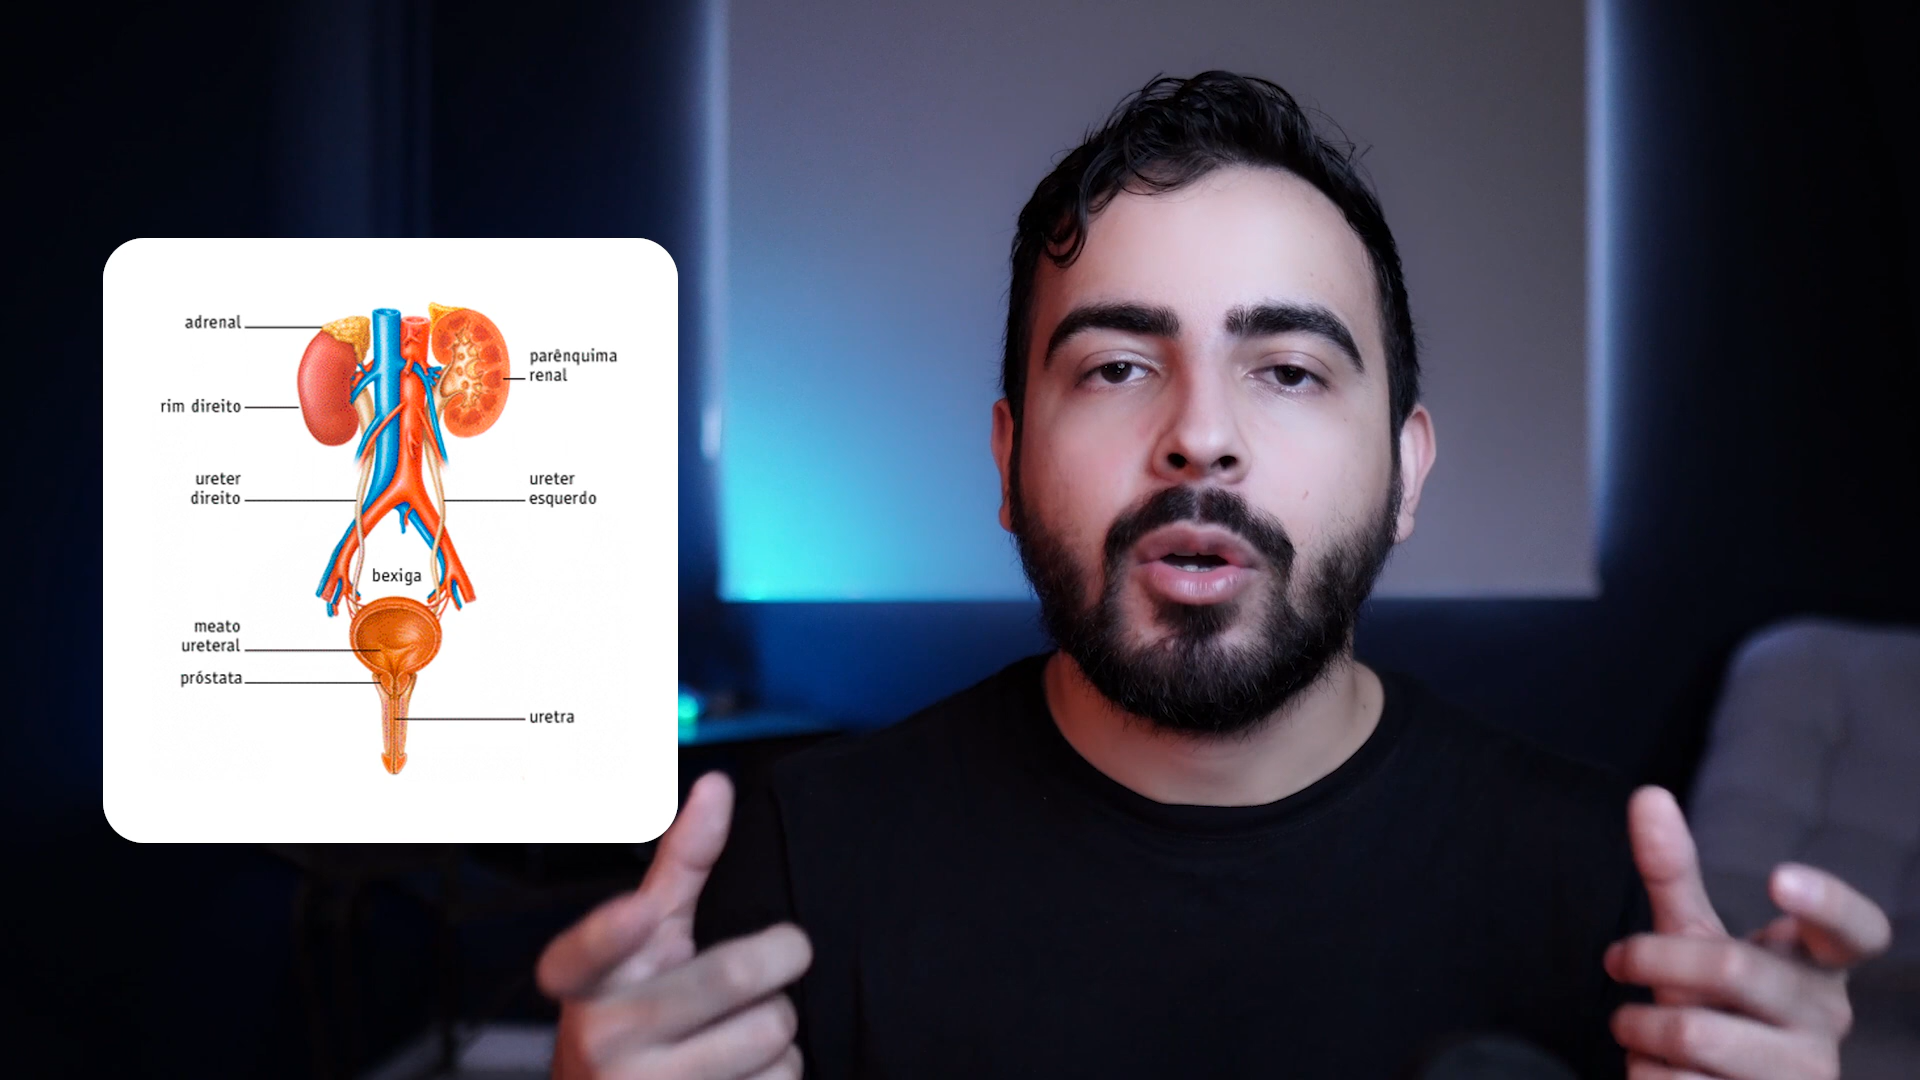 adrenal
parênquima
renal
rim direito
ureter
direito
ureter
esquerdo
bexiga
meato
ureteral
próstata
uretra